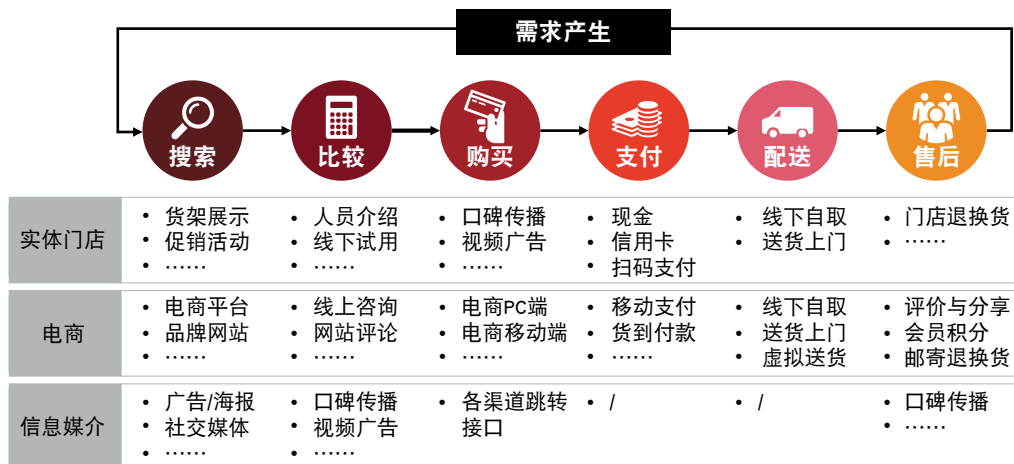 需求产生
搜索
比较
购买
支付
配送
售后
实体门店
• 货架展示
• 促销活动
• ……
• 人员介绍
• 线下试用
• ……
• 口碑传播
• 视频广告
• ……
• 现金
• 信用卡
• 扫码支付
• 线下自取
• 送货上门
• 门店退换货
• ……
电商
• 电商平台
• 品牌网站
• ……
• 线上咨询
• 网站评论
• ……
• 电商PC端
• 电商移动端
• ……
• 移动支付
• 货到付款
• ……
• 线下自取
• 送货上门
• 虚拟送货
• 评价与分享
• 会员积分
• 邮寄退换货
信息媒介
• 广告/海报
• 社交媒体
• ……
• 口碑传播
• 视频广告
• ……
• 各渠道跳转
接口
• /
• /
• 口碑传播
• ……